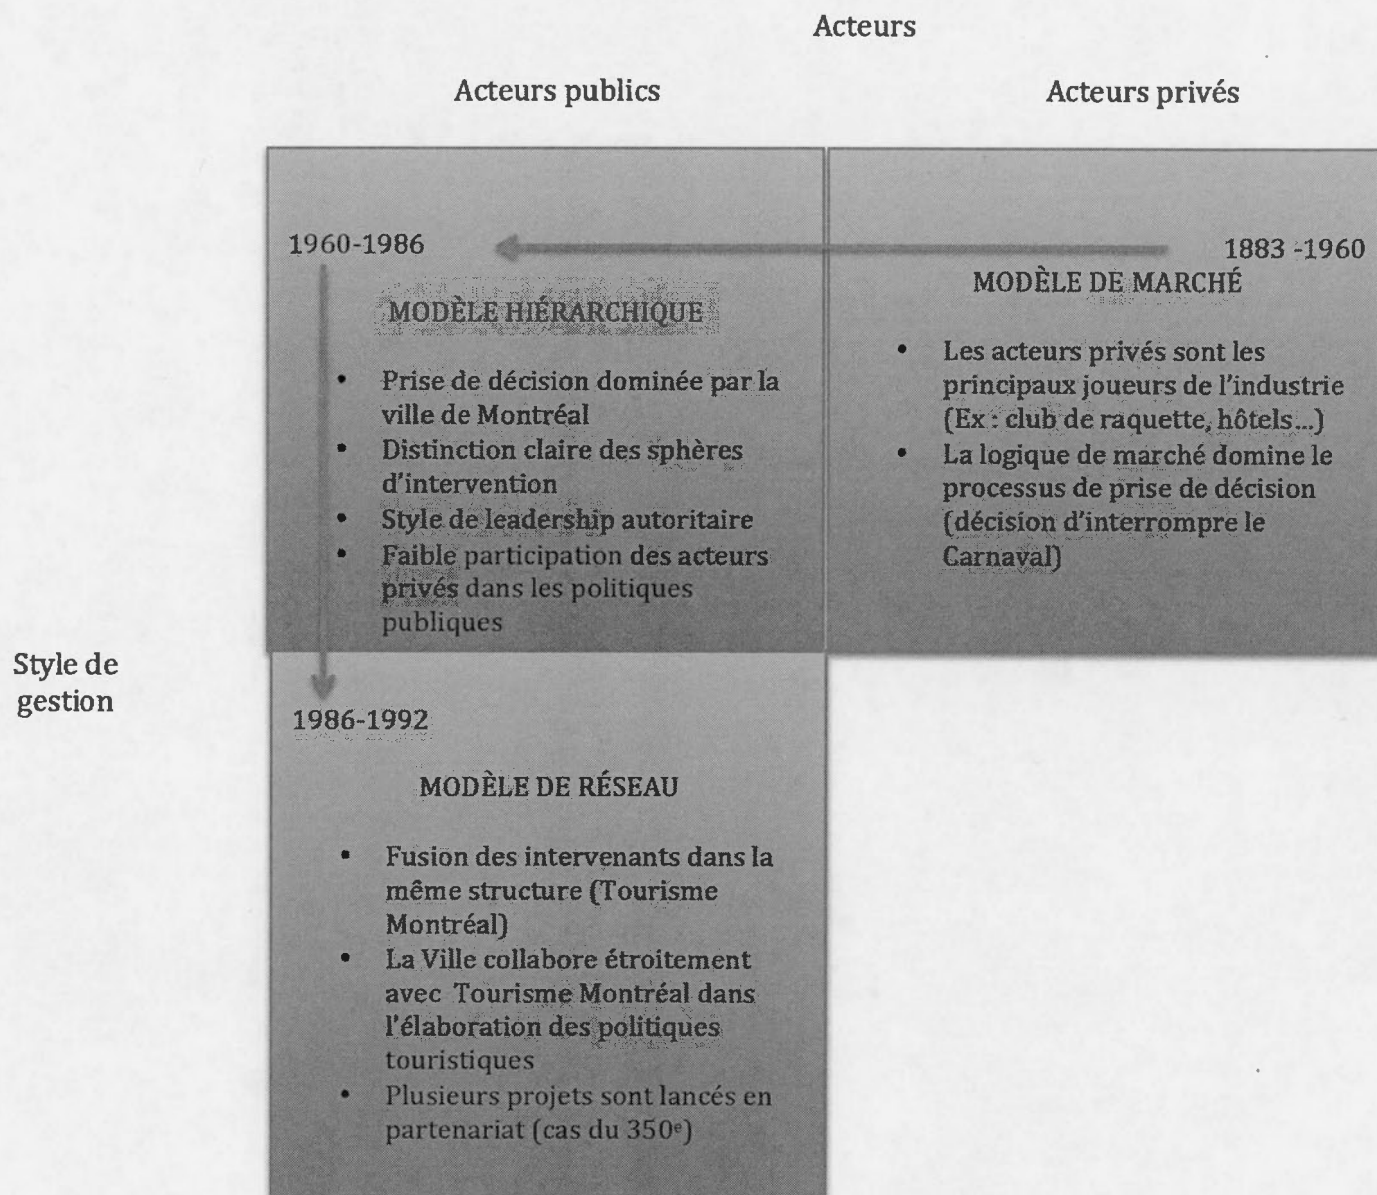 Acteurs
Acteurs publics
Acteurs privés
1960-1986
MODÈLE HIÉRARCHIQUE
• Prise de décision dominée par la
ville de Montréal
• Distinction claire des sphères
d'intervention
• Style de leadership autoritaire
• Faible participation des acteurs
privés dans les politiques
publiques
1883 -1960
MODÈLE DE MARCHÉ
• Les acteurs privés sont les
principaux joueurs de l'industrie
(Ex : club de raquette, hôtels...)
• La logique de marché domine le
processus de prise de décision
(décision d'interrompre le
Carnaval)
Style de
gestion
1986-1992
MODÈLE DE RÉSEAU
• Fusion des intervenants dans la
même structure (Tourisme
Montréal)
• La Ville collabore étroitement
avec Tourisme Montréal dans
l'élaboration des politiques
touristiques
• Plusieurs projets sont lancés en
partenariat (cas du 350ᵉ)